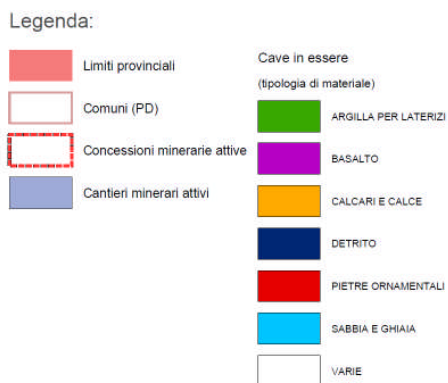 Legenda:
Limiti provinciali
Comuni (PD)
Concessioni minerarie attive
Cantieri minerari attivi
Cave in essere
(tipologia di materiale)
ARGILLA PER LATERIZI
BASALTO
CALCARI E CALCE
DETRITO
PIETRE ORNAMENTALI
SABBIA E GHIAIA
VARIE